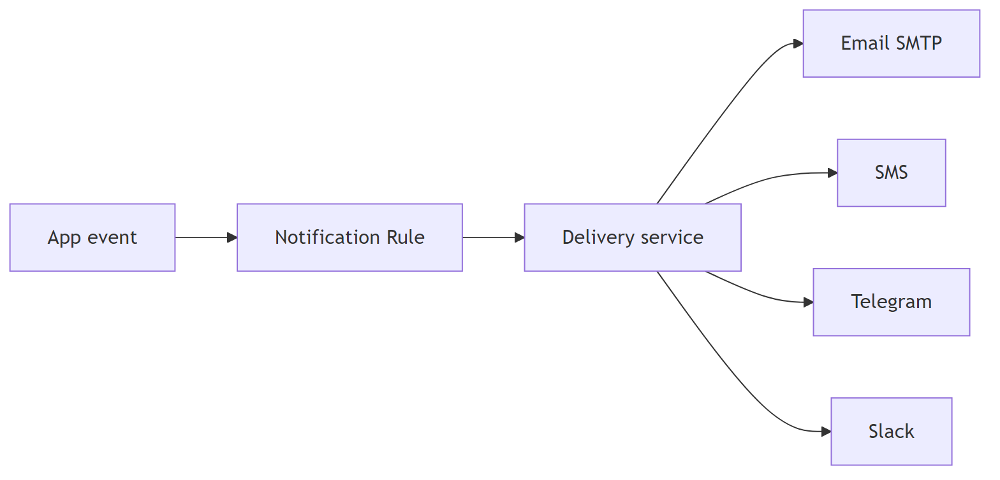 App event
Notification Rule
Delivery service
Email SMTP
SMS
Telegram
Slack